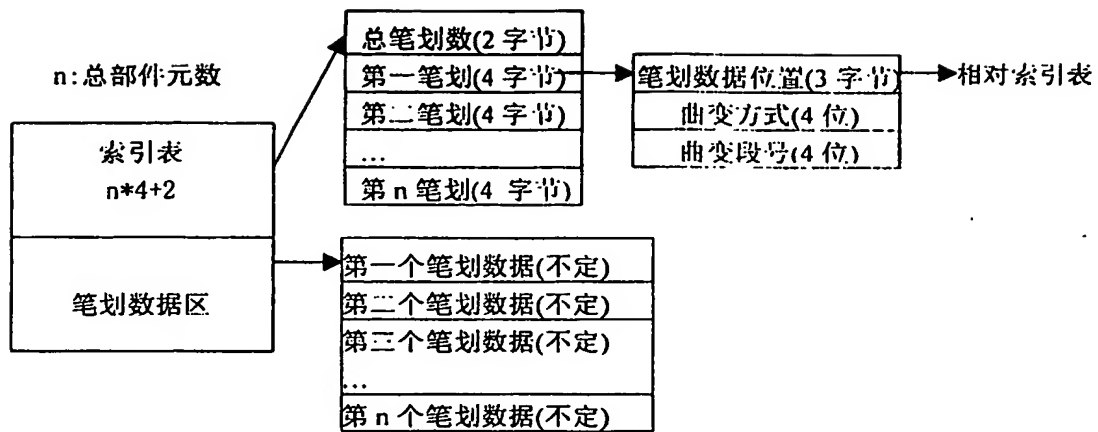 n:总部件元数
索引表
n*4+2
笔划数据区
总笔划数(2 字节)
第一笔划(4 字节)
第二笔划(4 字节)
...
第 n 笔划(4 字节)
笔划数据位置(3 字节)
曲变方式(4 位)
曲变段号(4 位)
相对索引表
第一个笔划数据(不定)
第二个笔划数据(不定)
第三个笔划数据(不定)
...
第 n 个笔划数据(不定)